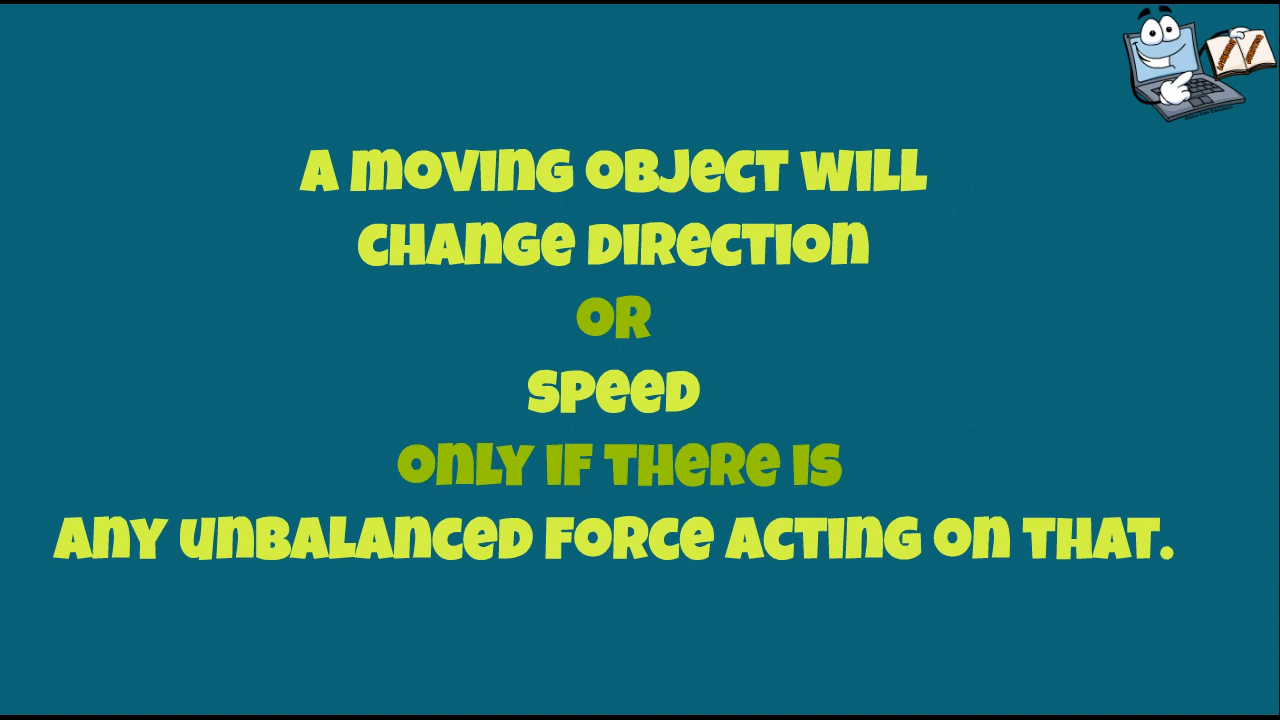 A moving object will
change direction
or
speed
only if there is
any unbalanced force acting on that.